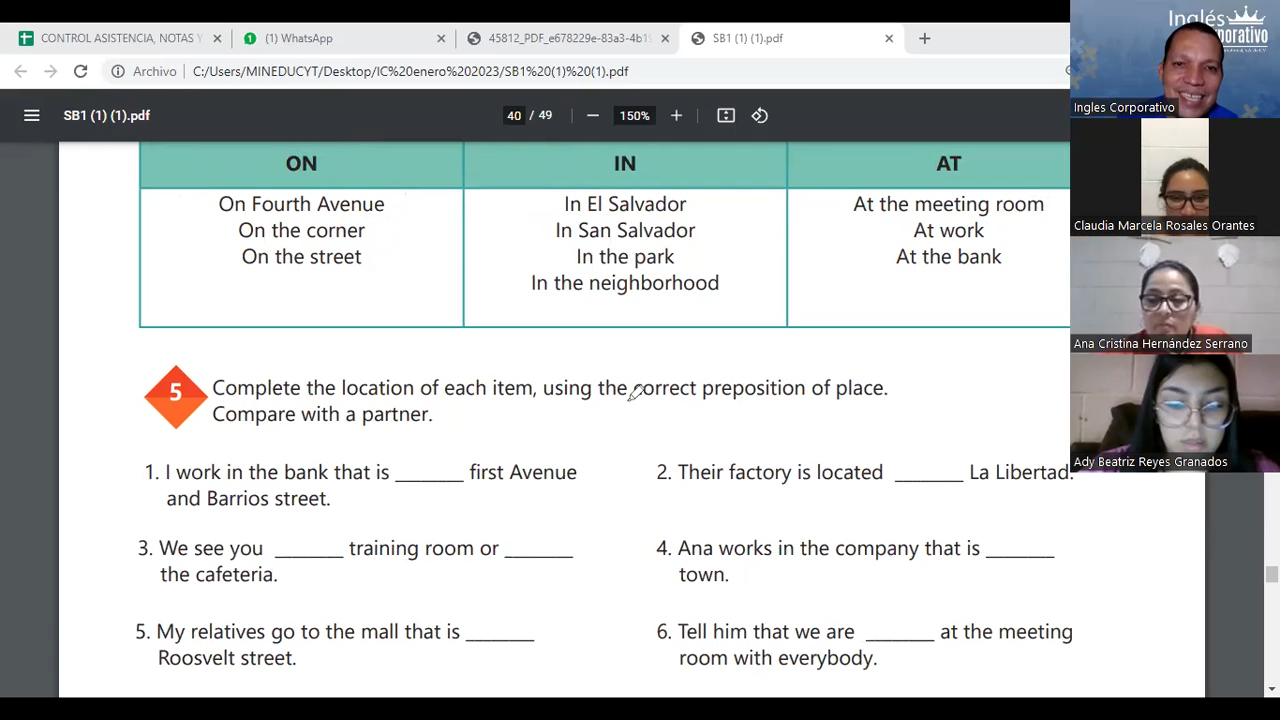 CONTROL ASISTENCIA, NOTAS Y
(1) WhatsApp
45812_PDF_e678229e-83a3-4b19
SB1 (1) (1).pdf
Archivo
C:/Users/MINEDUCYT/Desktop/IC%20enero%202023/SB1%20(1)%20(1).pdf
SB1 (1) (1).pdf
40 / 49
150%
ON
IN
AT
On Fourth Avenue
On the corner
On the street
In El Salvador
In San Salvador
In the park
In the neighborhood
At the meeting room
At work
At the bank
5
Complete the location of each item, using the correct preposition of place.
Compare with a partner.
1. I work in the bank that is _______ first Avenue
and Barrios street.
2. Their factory is located _______ La Libertad.
3. We see you _______ training room or _______
the cafeteria.
4. Ana works in the company that is _______
town.
5. My relatives go to the mall that is _______
Roosvelt street.
6. Tell him that we are _______ at the meeting
room with everybody.
Inglés
Ingles Corporativo
Claudia Marcela Rosales Orantes
Ana Cristina Hernández Serrano
Ady Beatriz Reyes Granados